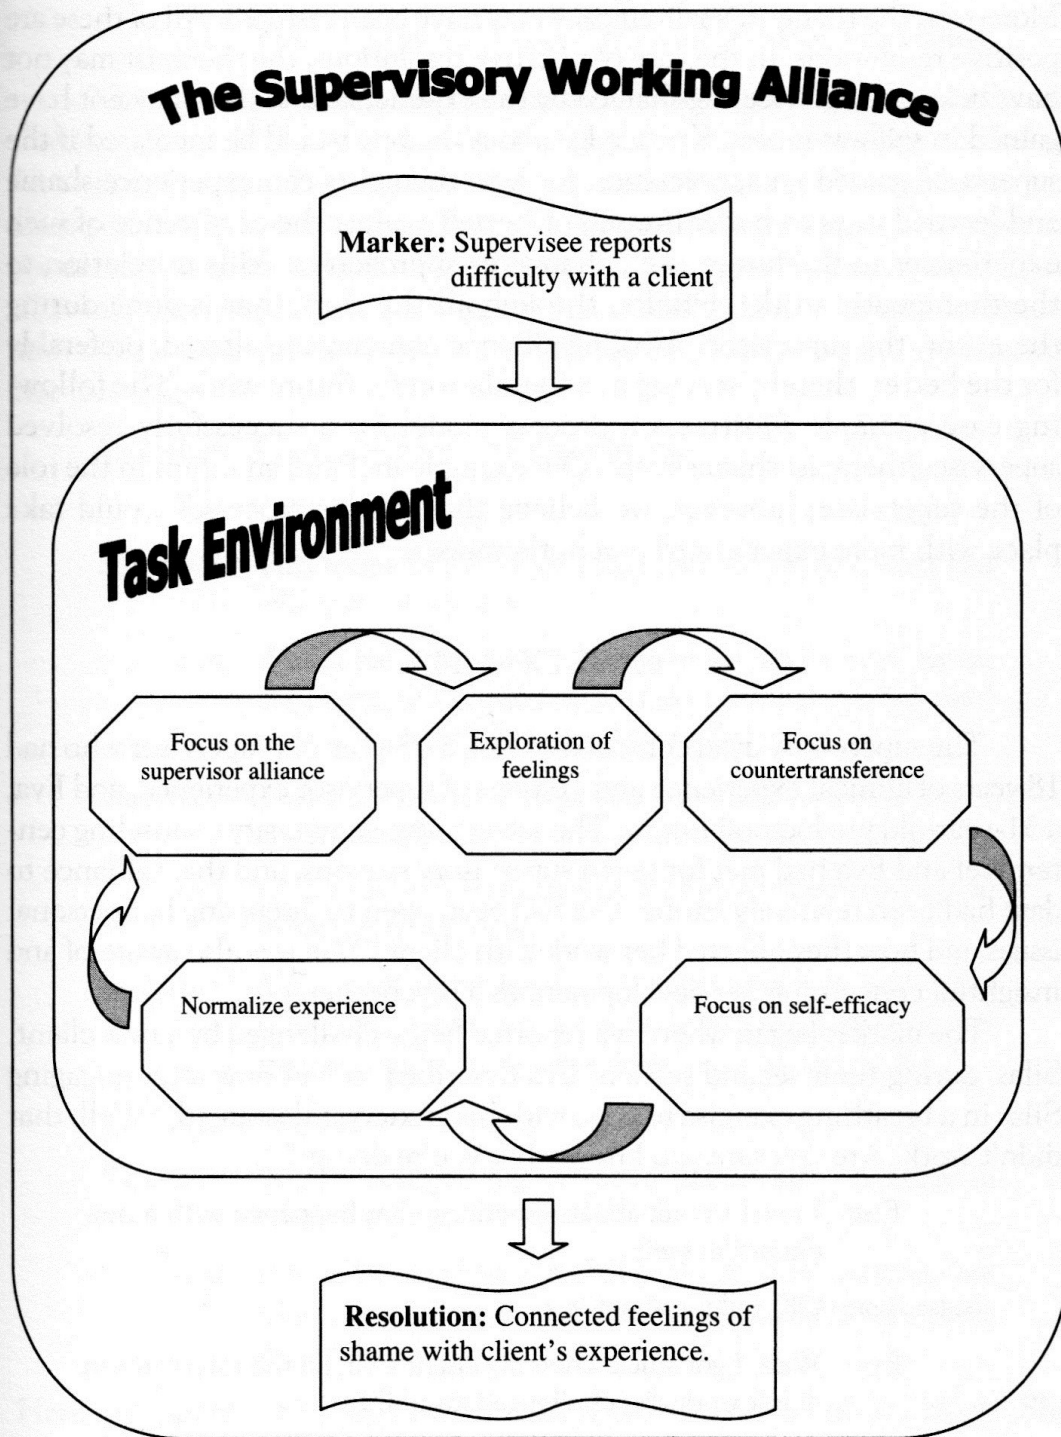 The Supervisory Working Alliance
Marker: Supervisee reports
difficulty with a client
Task Environment
Focus on the
supervisor alliance
Exploration of
feelings
Focus on
countertransference
Normalize experience
Focus on self-efficacy
Resolution: Connected feelings of
shame with client's experience.